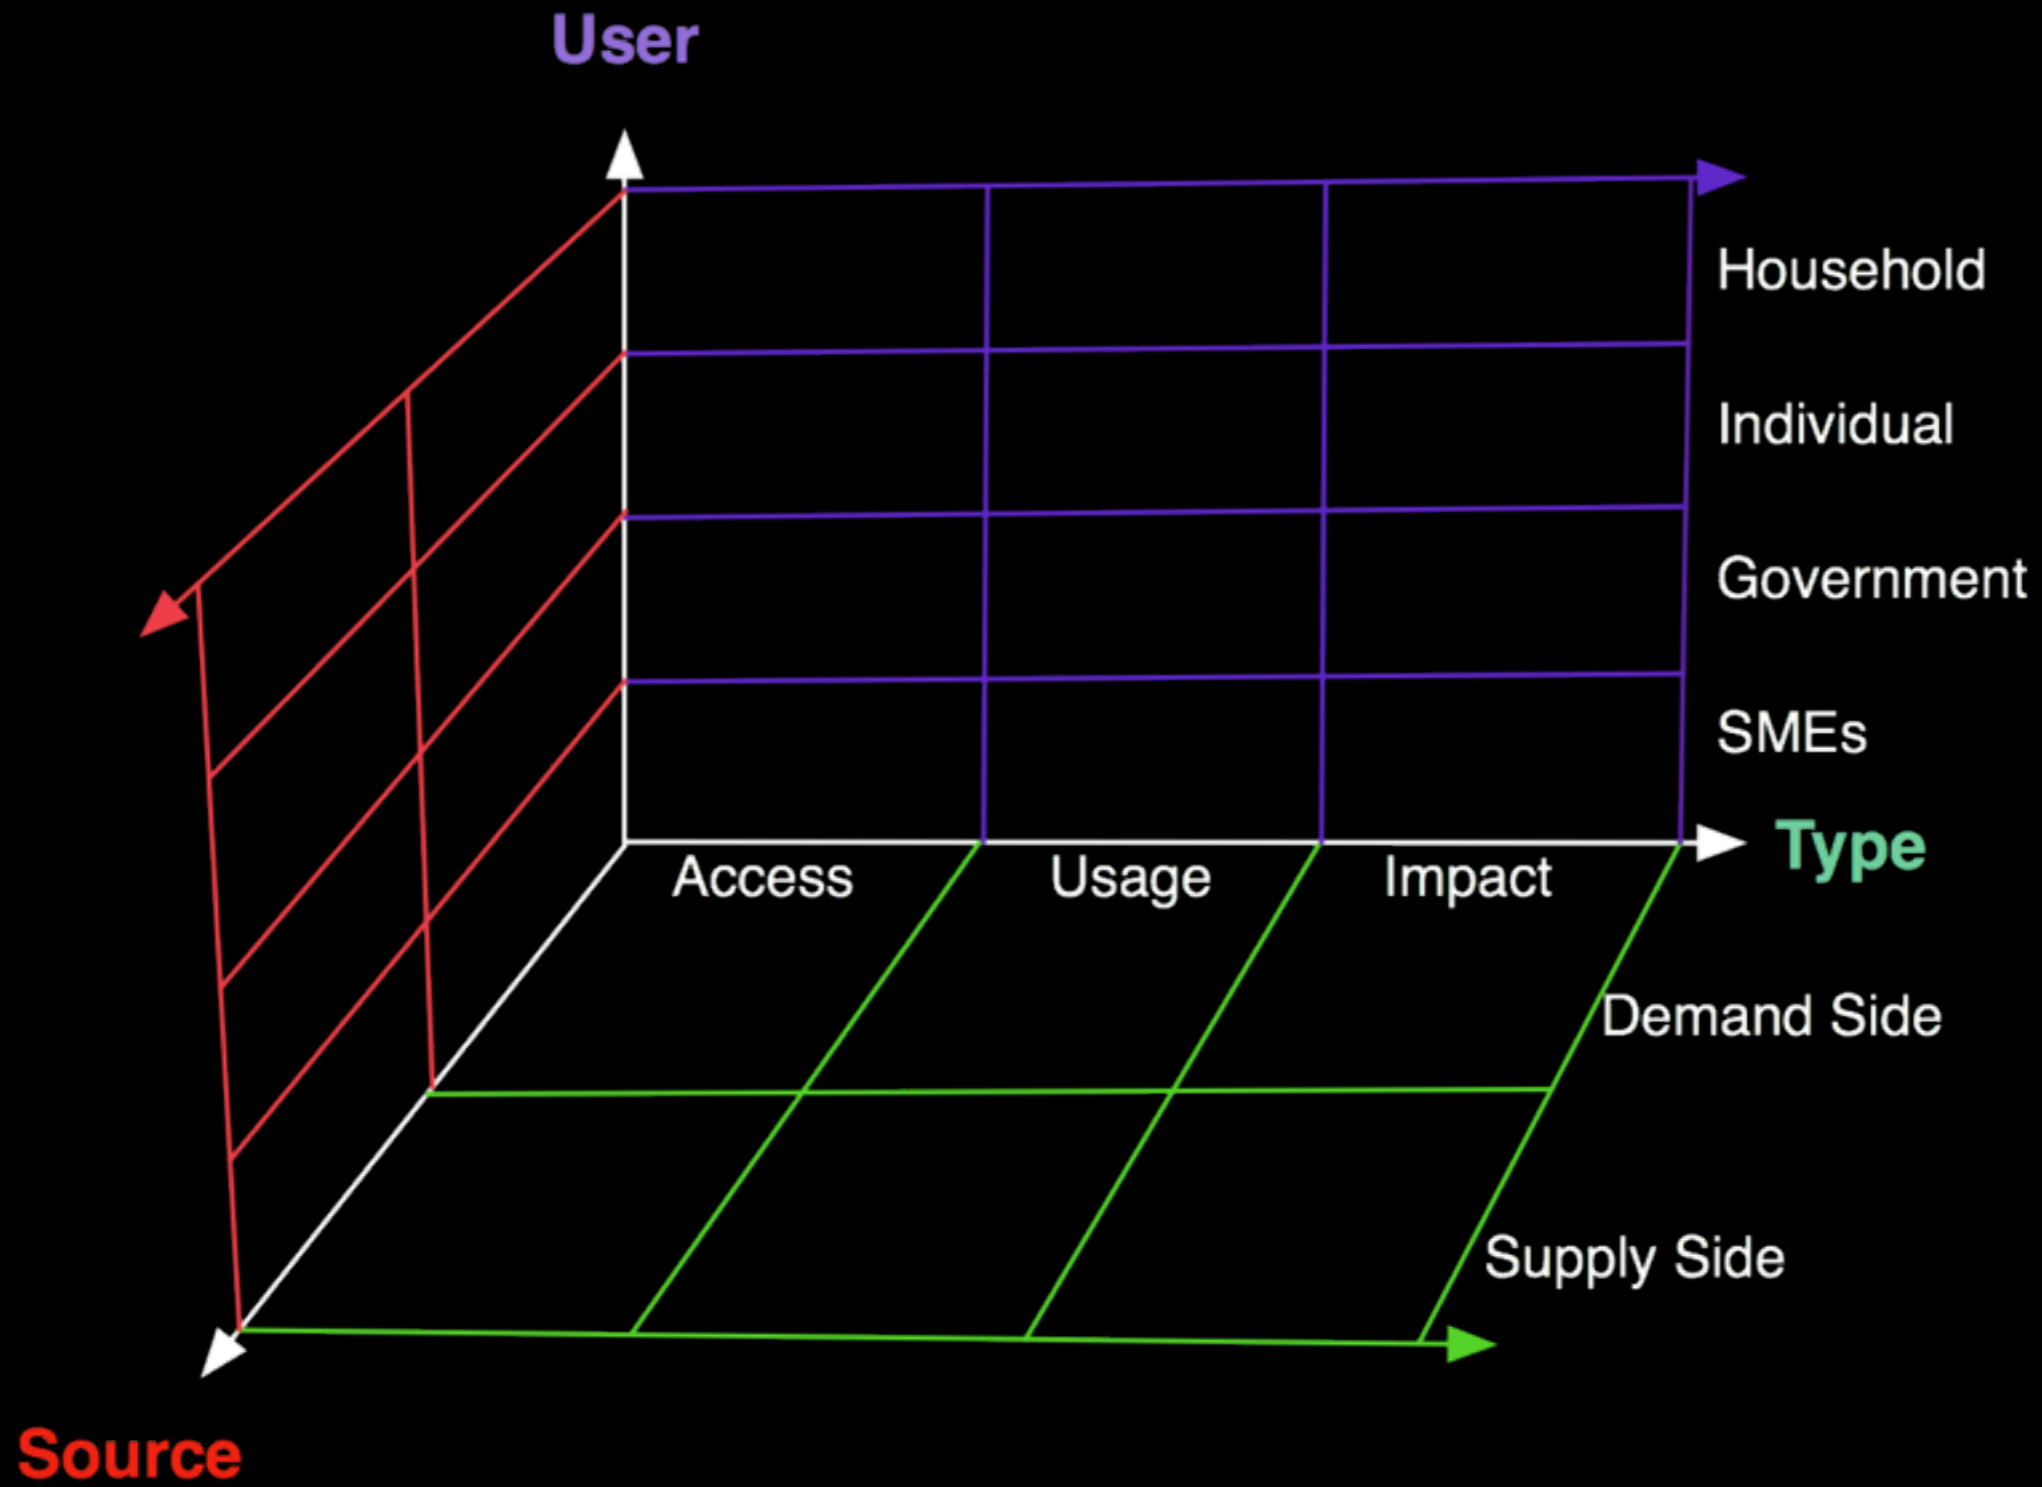 User
Household
Individual
Government
SMEs
Type
Access Usage Impact
Demand Side
Supply Side
Source